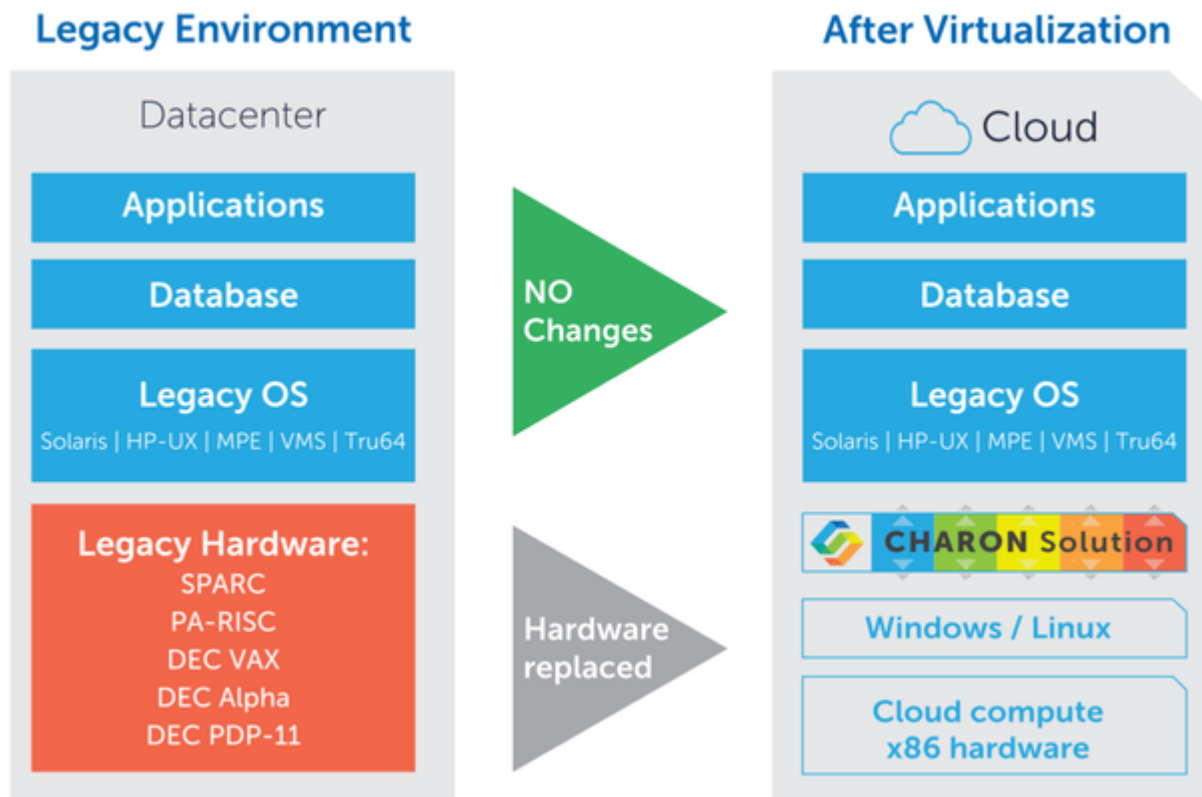 Legacy Environment
Datacenter
Applications
Database
Legacy OS
Solaris | HP-UX | MPE | VMS | Tru64
Legacy Hardware:
SPARC
PA-RISC
DEC VAX
DEC Alpha
DEC PDP-11
NO
Changes
Hardware
replaced
After Virtualization
Cloud
Applications
Database
Legacy OS
Solaris | HP-UX | MPE | VMS | Tru64
CHARON Solution
Windows / Linux
Cloud compute
x86 hardware